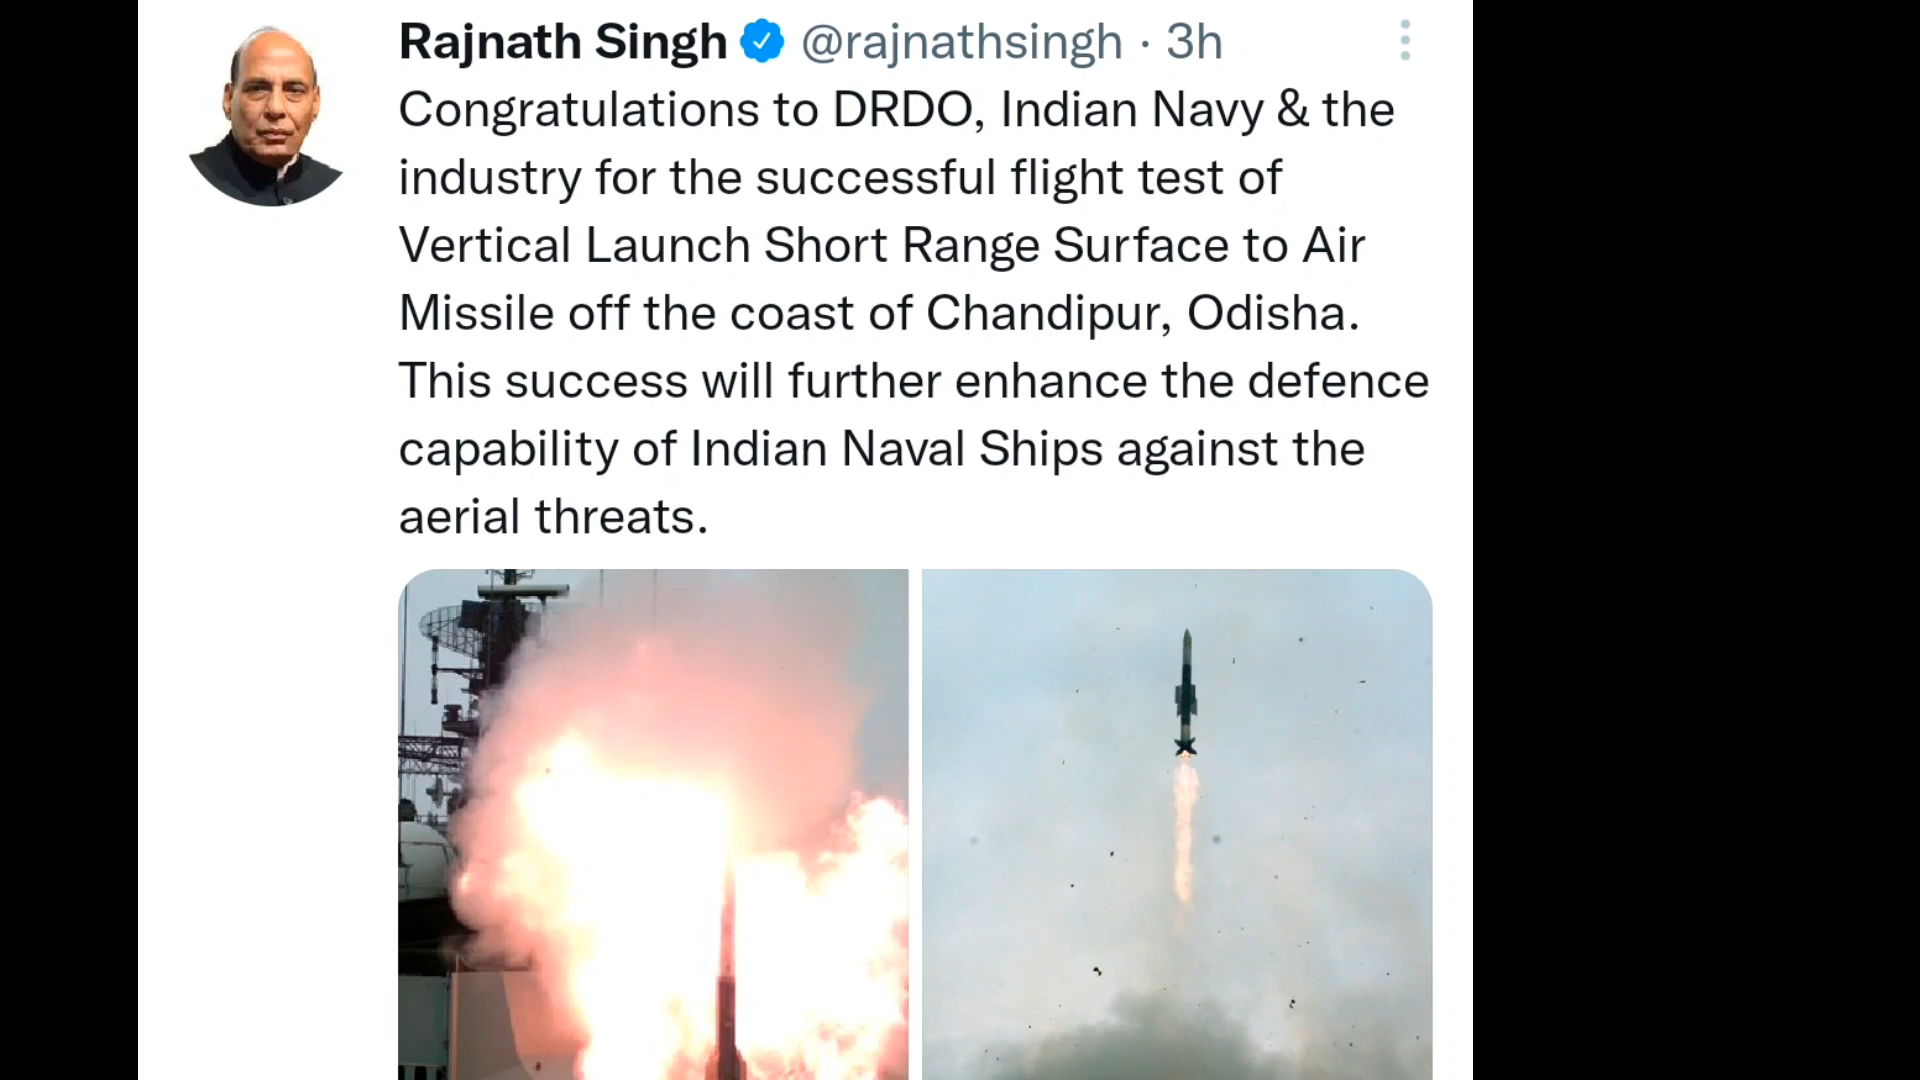 Rajnath Singh @rajnathsingh · 3h
Congratulations to DRDO, Indian Navy & the
industry for the successful flight test of
Vertical Launch Short Range Surface to Air
Missile off the coast of Chandipur, Odisha.
This success will further enhance the defence
capability of Indian Naval Ships against the
aerial threats.